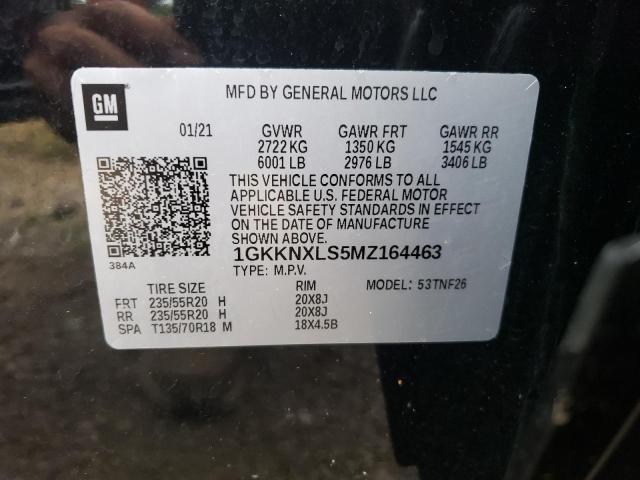 GM
MFD BY GENERAL MOTORS LLC
01/21 GVWR GAWR FRT GAWR RR
2722 KG 1350 KG 1545 KG
6001 LB 2976 LB 3406 LB
THIS VEHICLE CONFORMS TO ALL
APPLICABLE U.S. FEDERAL MOTOR
VEHICLE SAFETY STANDARDS IN EFFECT
ON THE DATE OF MANUFACTURE
SHOWN ABOVE.
384A
1GKKNXLS5MZ164463
TYPE: M.P.V.
TIRE SIZE RIM MODEL: 53TNF26
FRT 235/55R20 H 20X8J
RR 235/55R20 H 20X8J
SPA T135/70R18 M 18X4.5B